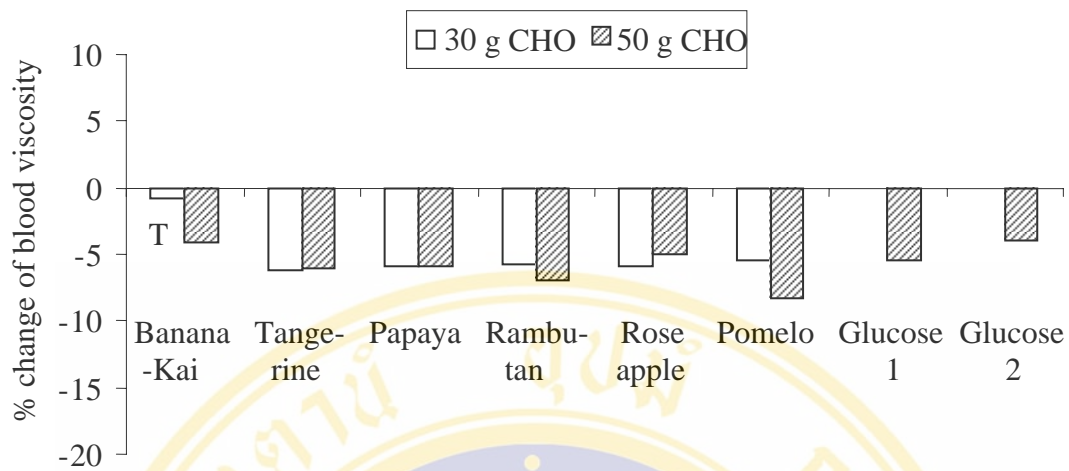 30 g CHO 50 g CHO
% change of blood viscosity
10
5
0
-5
-10
-15
-20
T
Banana Tange- Papaya Rambu- Rose Pomelo Glucose Glucose
-Kai rine tan apple 1 2